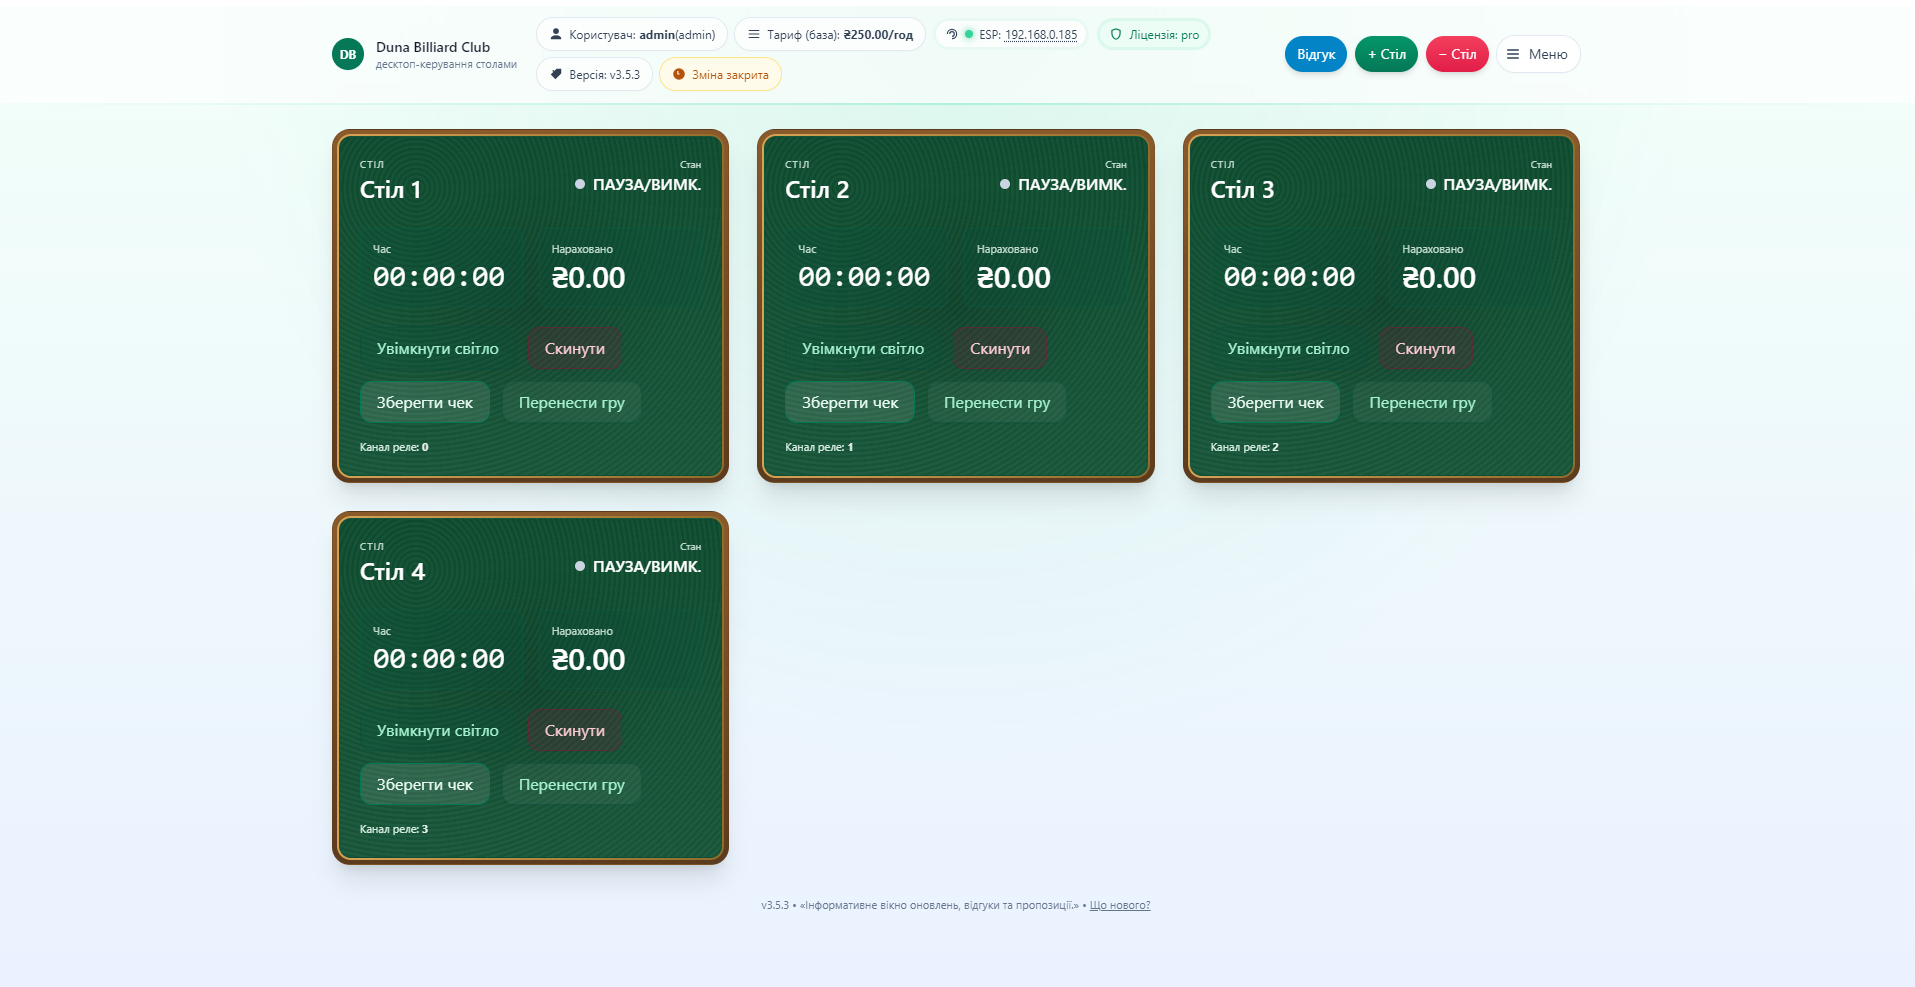 DB
Duna Billiard Club
десктоп-керування столами
Користувач: admin(admin)
Тариф (база): ₴250.00/год
ESP: 192.168.0.185
Ліцензія: pro
Версія: v3.5.3
Зміна закрита
Відгук
+ Стіл
− Стіл
Меню
СТІЛ
Стан
Стіл 1
ПАУЗА/ВИМК.
Час
Нараховано
00:00:00
₴0.00
Увімкнути світло
Скинути
Зберегти чек
Перенести гру
Канал реле: 0
СТІЛ
Стан
Стіл 2
ПАУЗА/ВИМК.
Час
Нараховано
00:00:00
₴0.00
Увімкнути світло
Скинути
Зберегти чек
Перенести гру
Канал реле: 1
СТІЛ
Стан
Стіл 3
ПАУЗА/ВИМК.
Час
Нараховано
00:00:00
₴0.00
Увімкнути світло
Скинути
Зберегти чек
Перенести гру
Канал реле: 2
СТІЛ
Стан
Стіл 4
ПАУЗА/ВИМК.
Час
Нараховано
00:00:00
₴0.00
Увімкнути світло
Скинути
Зберегти чек
Перенести гру
Канал реле: 3
v3.5.3 • «Інформативне вікно оновлень, відгуки та пропозиції.» • Що нового?